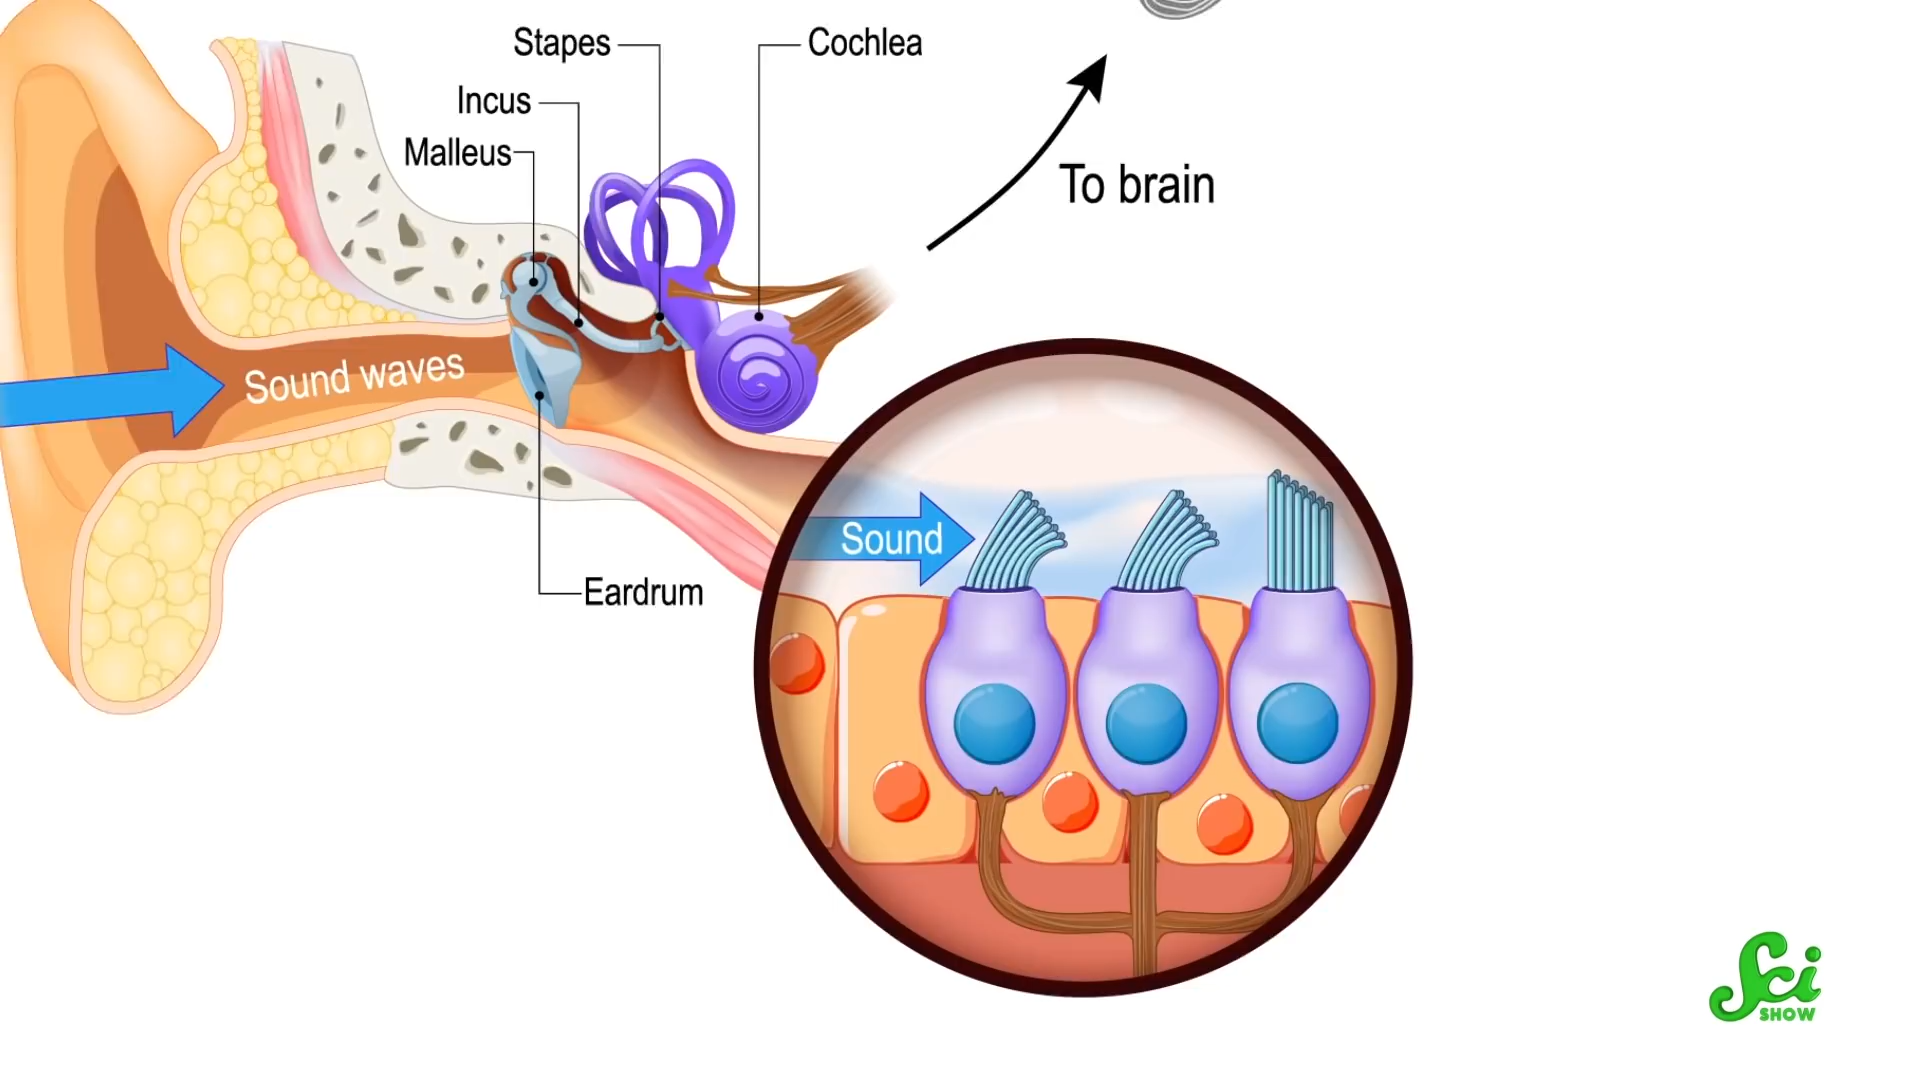 Stapes
Cochlea
Incus
Malleus
To brain
Sound waves
Sound
Eardrum
Sci
SHOW